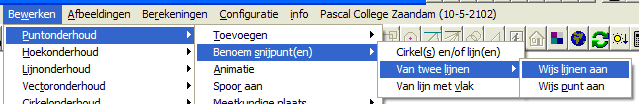 Bewerken Afbeeldingen Berekeningen Configuratie info Pascal College Zaandam (10-5-2102)
Puntonderhoud
Hoekonderhoud
Lijnonderhoud
Vectoronderhoud
Cirkelonderhoud
Toevoegen
Benoem snijpunt(en)
Animatie
Spoor aan
Meetkundige plaats
Cirkel(s) en/of lijn(en)
Van twee lijnen
Van lijn met vlak
Wijs lijnen aan
Wijs punt aan